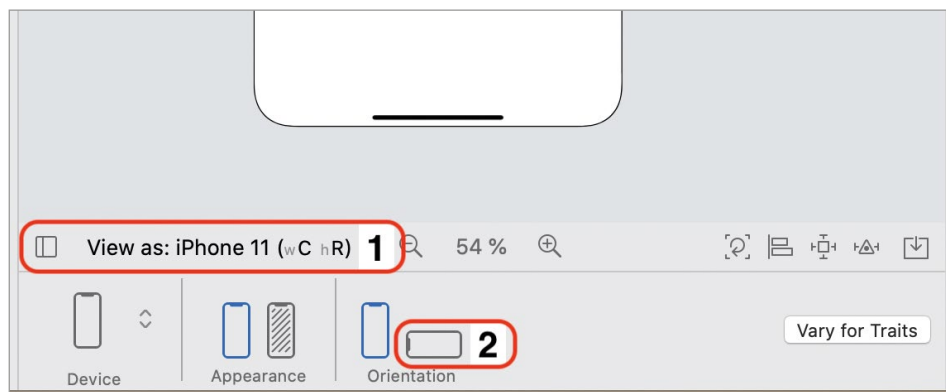 View as: iPhone 11 (wC hR) 1 54 %
2
Vary for Traits
Device Appearance Orientation